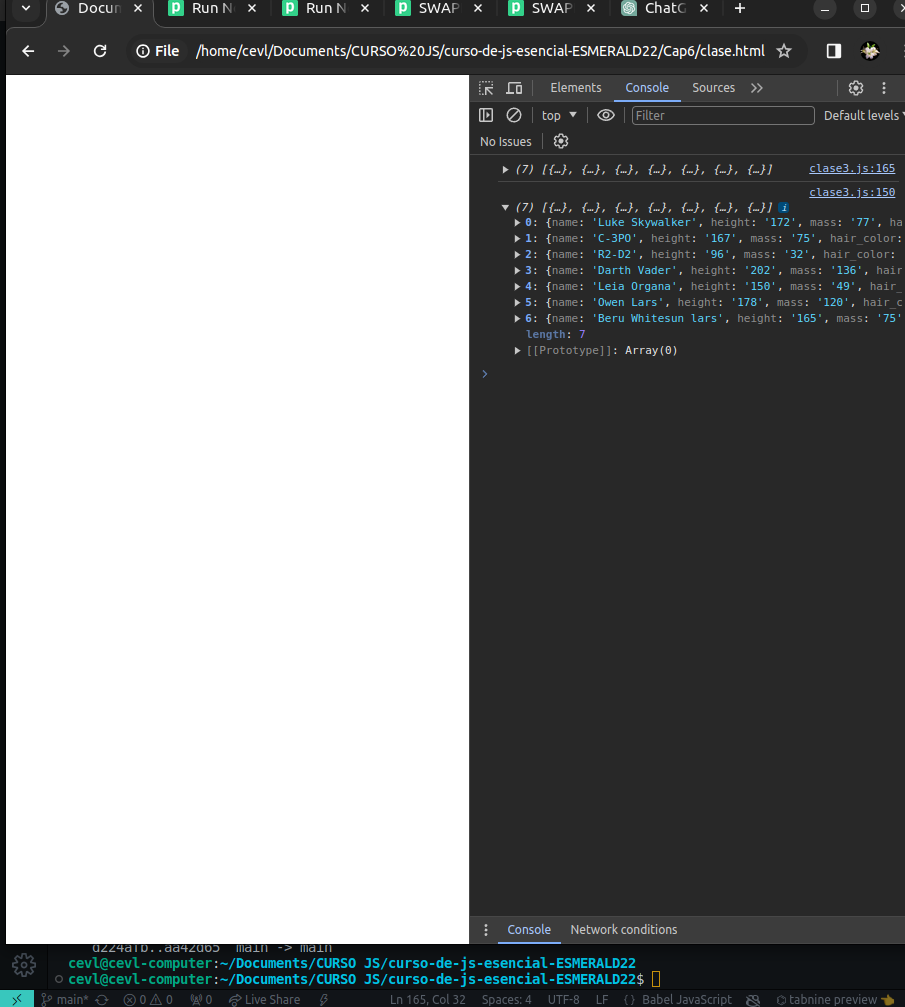 Docun Run N Run N SWAP SWAP ChatG
File /home/cevl/Documents/CURSO%20JS/curso-de-js-esencial-ESMERALD22/Cap6/clase.html
Elements Console Sources
top Filter Default levels
No Issues
(7) [{…}, {…}, {…}, {…}, {…}, {…}, {…}] clase3.js:165
clase3.js:150
(7) [{…}, {…}, {…}, {…}, {…}, {…}, {…}] i
0: {name: 'Luke Skywalker', height: '172', mass: '77', ha
1: {name: 'C-3PO', height: '167', mass: '75', hair_color:
2: {name: 'R2-D2', height: '96', mass: '32', hair_color:
3: {name: 'Darth Vader', height: '202', mass: '136', hair
4: {name: 'Leia Organa', height: '150', mass: '49', hair_
5: {name: 'Owen Lars', height: '178', mass: '120', hair_c
6: {name: 'Beru Whitesun lars', height: '165', mass: '75'
length: 7
[[Prototype]]: Array(0)
Console Network conditions
d224afb..aa42d65 main -> main
cevl@cevl-computer:~/Documents/CURSO JS/curso-de-js-esencial-ESMERALD22
cevl@cevl-computer:~/Documents/CURSO JS/curso-de-js-esencial-ESMERALD22$
main* 0 0 0 Live Share Ln 165, Col 32 Spaces: 4 UTF-8 LF { } Babel JavaScript tabnine preview